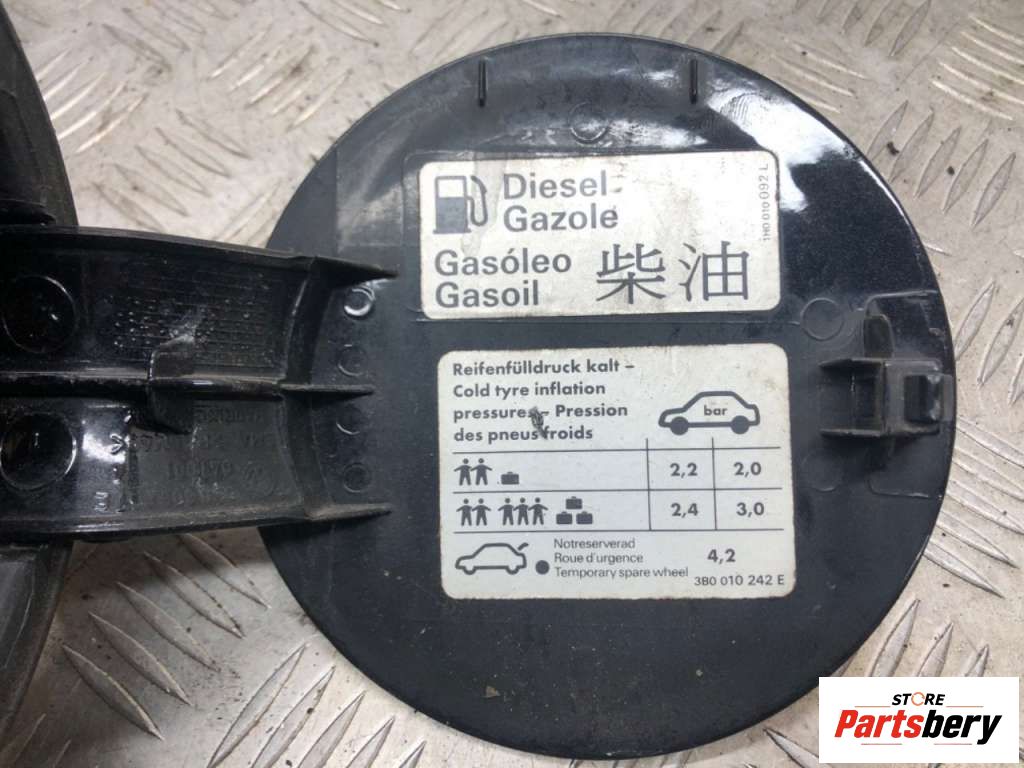 Diesel
Gazole
Gasóleo
Gasoil
柴油
1H0 010 092 L
Reifenfülldruck kalt –
Cold tyre inflation
pressures – Pression
des pneus froids
bar
2,2 2,0
2,4 3,0
Notreserverad
Roue d'urgence
Temporary spare wheel
4,2
3B0 010 242 E
STORE
Partsbery